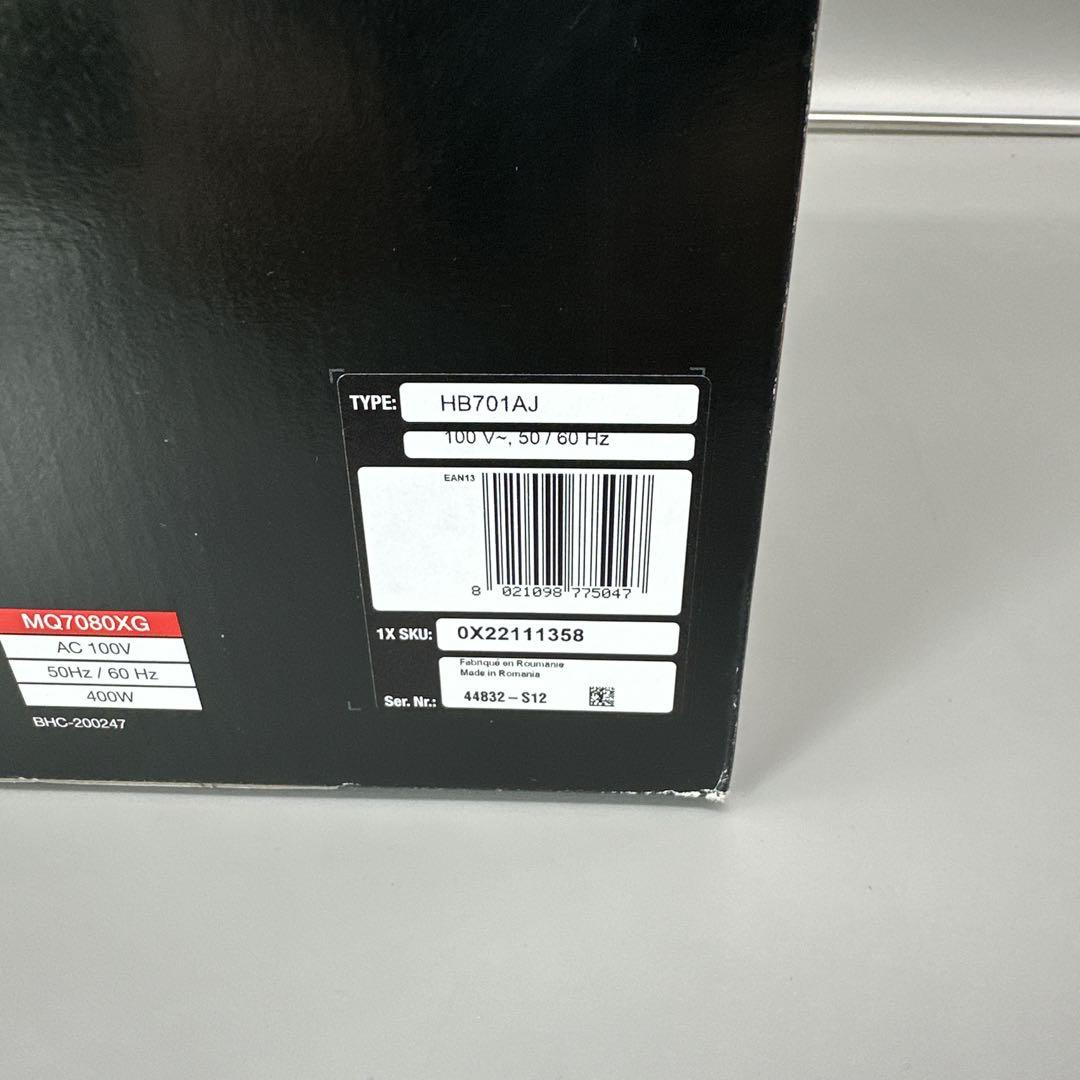 TYPE: HB701AJ
100 V~, 50 / 60 Hz
EAN13
8 021098 775047
1X SKU: 0X22111358
Fabriqué en Roumanie
Made in Romania
Ser. Nr.: 44832-S12
MQ7080XG
AC 100V
50Hz / 60 Hz
400W
BHC-200247